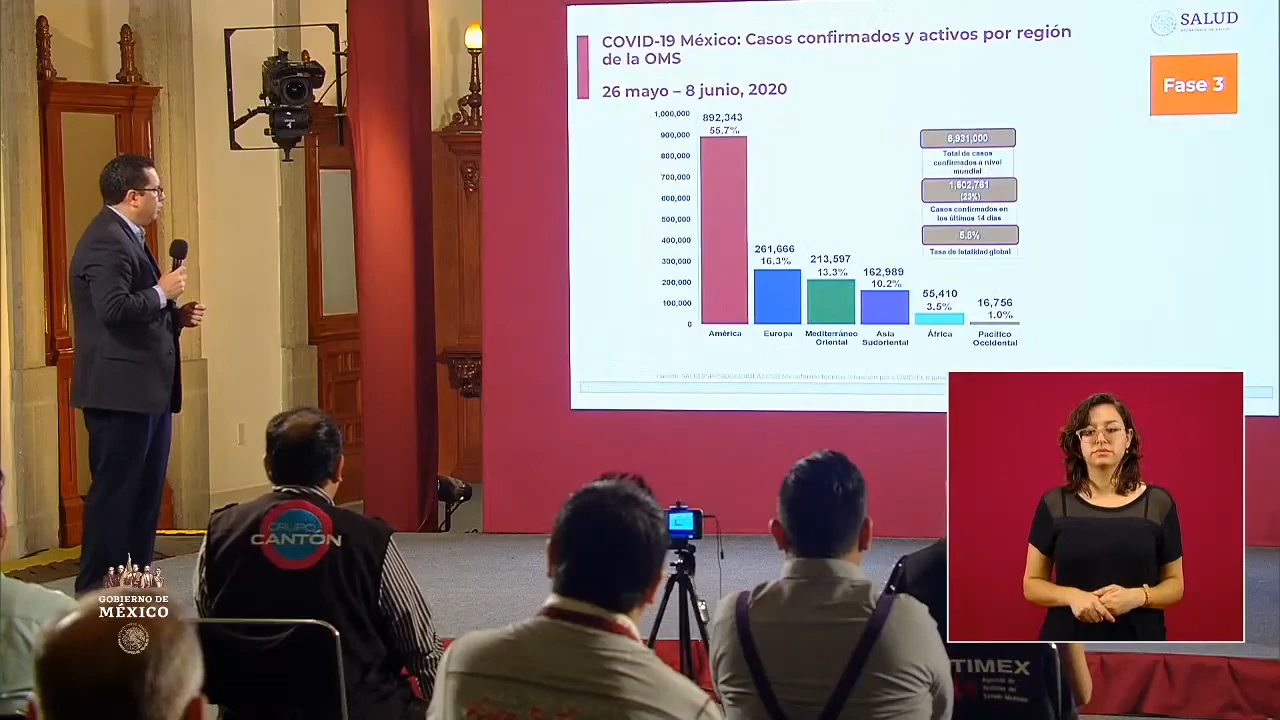 COVID-19 México: Casos confirmados y activos por región
de la OMS
26 mayo – 8 junio, 2020
SALUD
Fase 3
1,000,000
900,000
800,000
700,000
600,000
500,000
400,000
300,000
200,000
100,000
0
892,343
55.7%
261,666
16.3%
213,597
13.3%
162,989
10.2%
55,410
3.5%
16,756
1.0%
América
Europa
Mediterráneo
Oriental
Asia
Sudoriental
África
Pacífico
Occidental
6,931,000
Total de casos
confirmados a nivel
mundial
1,602,761
(23%)
Casos confirmados en
los últimos 14 días
5.8%
Tasa de letalidad global
GRUPO
CANTÓN
GOBIERNO DE
MÉXICO
TIMEX